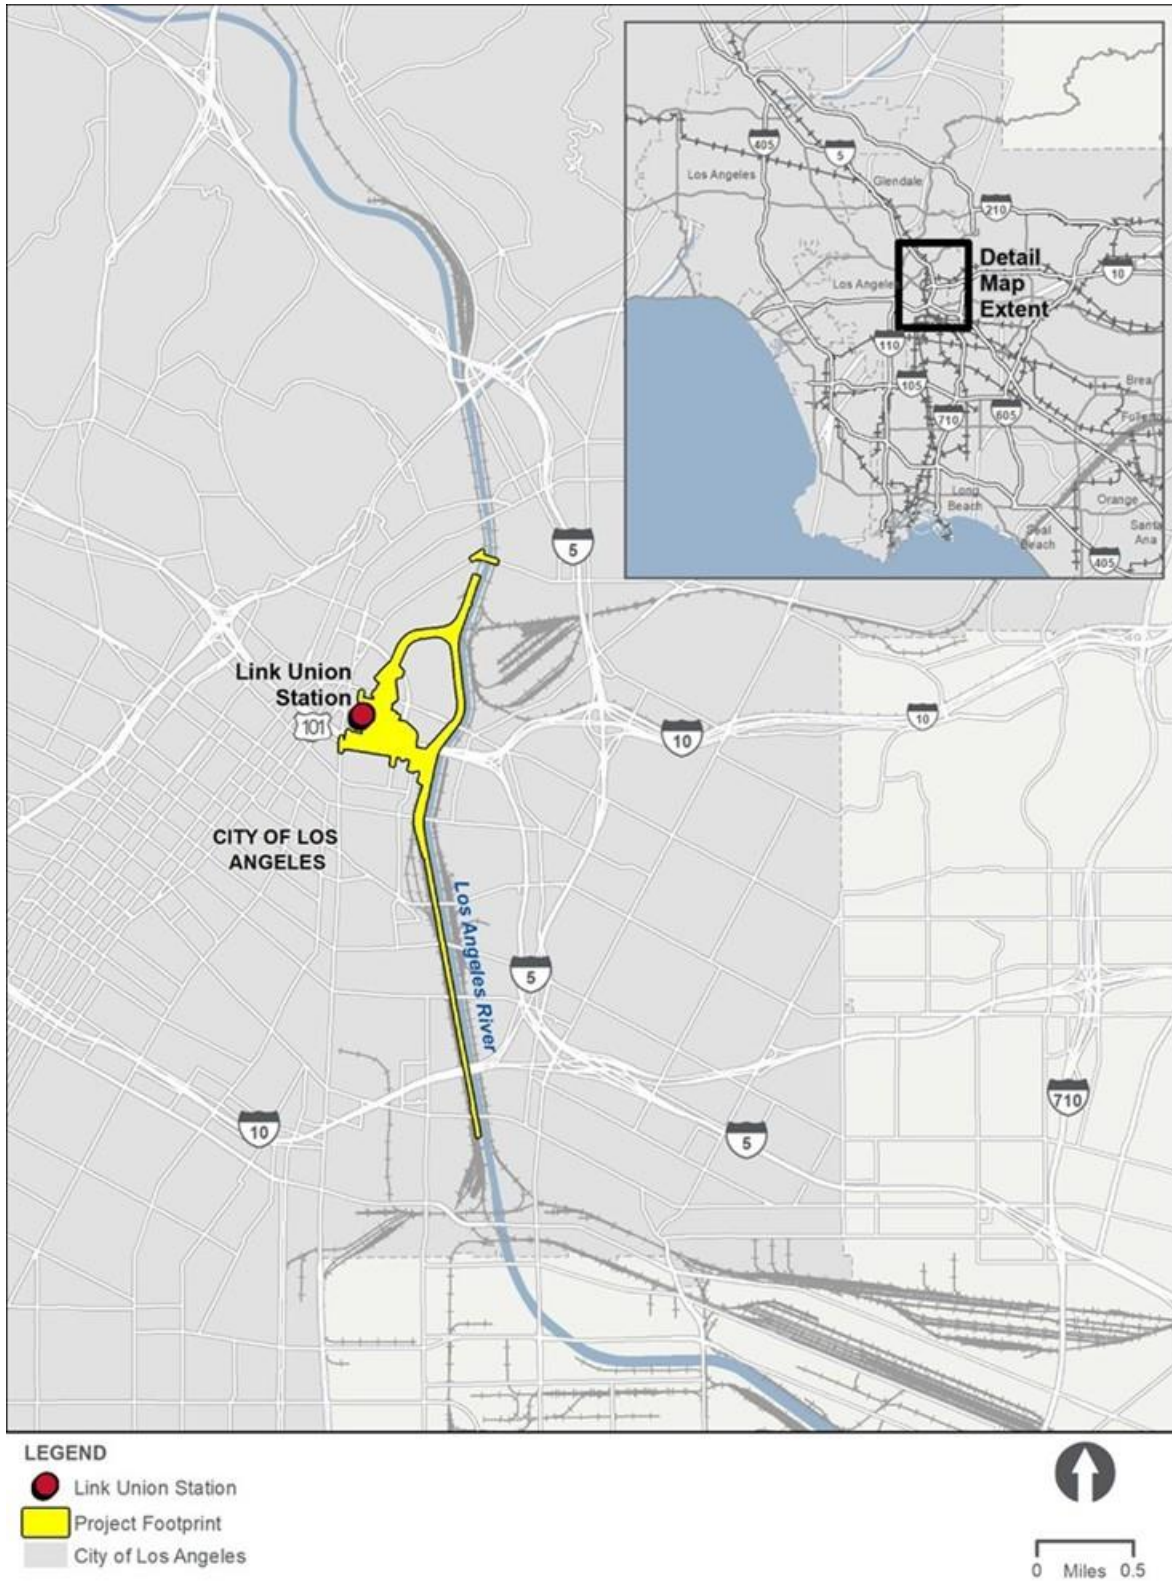 405
5
Los Angeles
Glendale
210
Detail
Map
Extent
10
Los Angele
110
105
710
605
Brea
Long
Beach
Orange
Seal
Beach
Santa
Ana
405
5
Link Union
Station
101
10
10
CITY OF LOS
ANGELES
Los Angeles River
5
10
5
710
LEGEND
Link Union Station
Project Footprint
City of Los Angeles
0 Miles 0.5